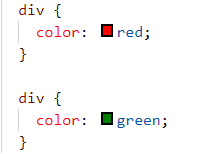 div {
  color: red;
}

div {
  color: green;
}